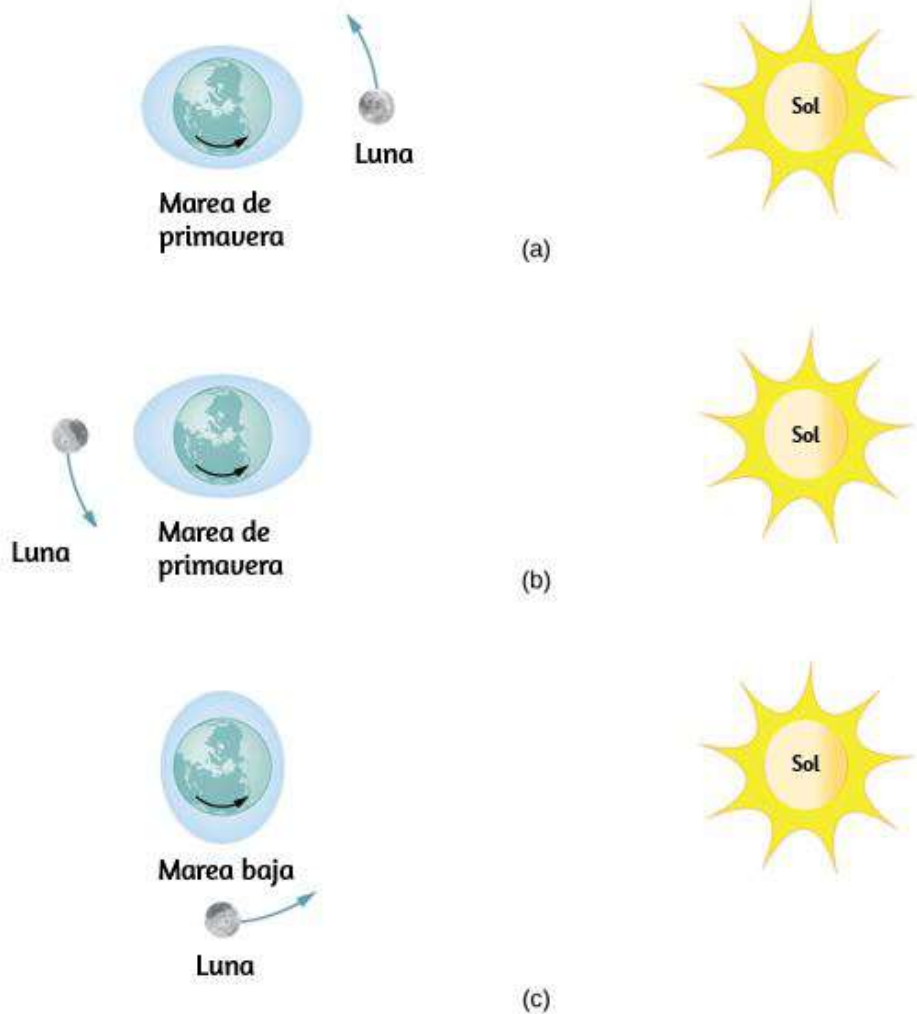 Sol
Luna
Marea de
primavera
(a)
Sol
Luna
Marea de
primavera
(b)
Sol
Marea baja
Luna
(c)